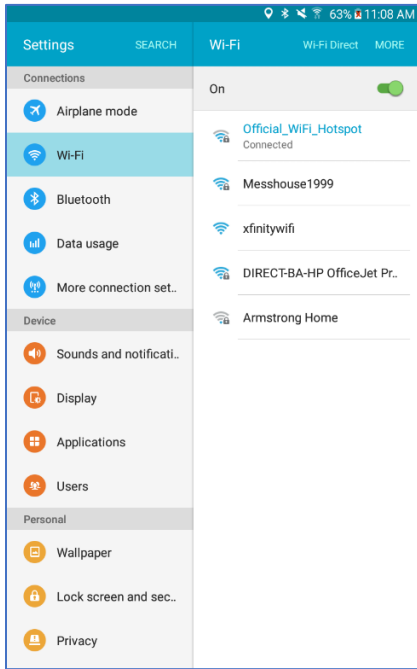 63% 11:08 AM
Settings
SEARCH
Wi-Fi
Wi-Fi Direct
MORE
Connections
Airplane mode
Wi-Fi
Bluetooth
Data usage
More connection set..
Device
Sounds and notificati..
Display
Applications
Users
Personal
Wallpaper
Lock screen and sec..
Privacy
On
Official_WiFi_Hotspot
Connected
Messhouse1999
xfinitywifi
DIRECT-BA-HP OfficeJet Pr..
Armstrong Home